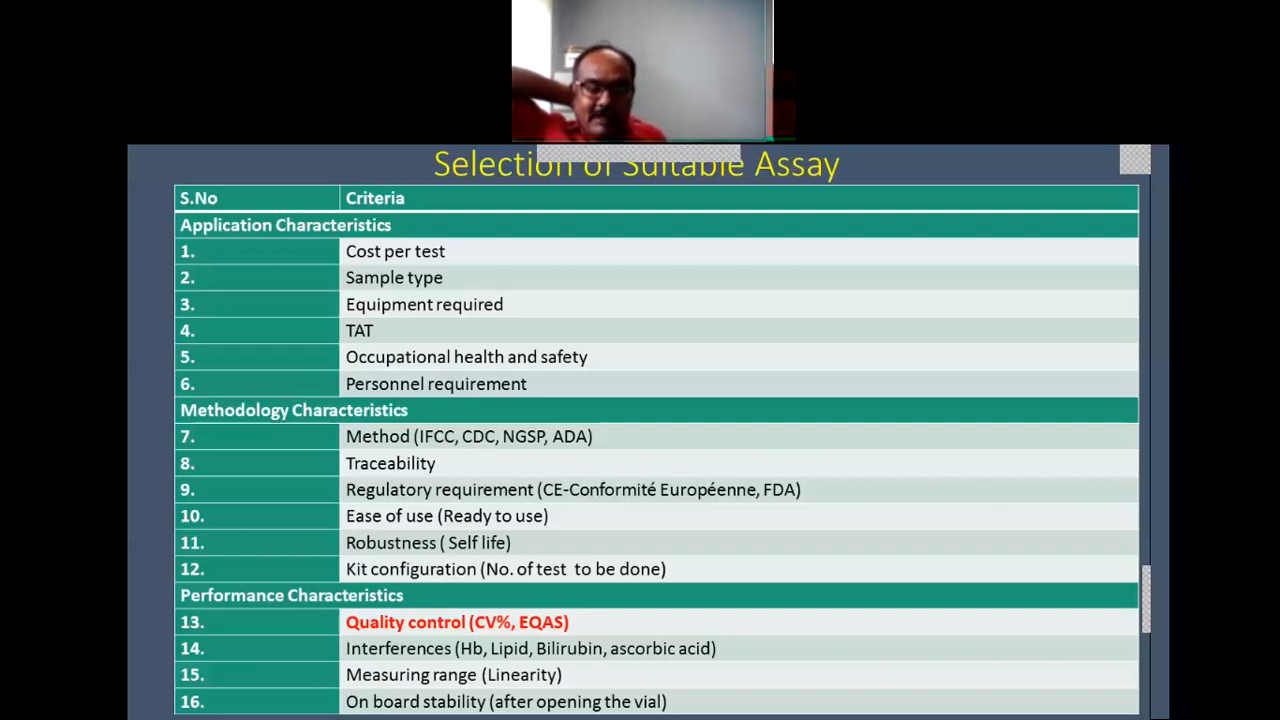 Selection of Suitable Assay
S.No Criteria
Application Characteristics
1. Cost per test
2. Sample type
3. Equipment required
4. TAT
5. Occupational health and safety
6. Personnel requirement
Methodology Characteristics
7. Method (IFCC, CDC, NGSP, ADA)
8. Traceability
9. Regulatory requirement (CE-Conformité Européenne, FDA)
10. Ease of use (Ready to use)
11. Robustness ( Self life)
12. Kit configuration (No. of test to be done)
Performance Characteristics
13. Quality control (CV%, EQAS)
14. Interferences (Hb, Lipid, Bilirubin, ascorbic acid)
15. Measuring range (Linearity)
16. On board stability (after opening the vial)